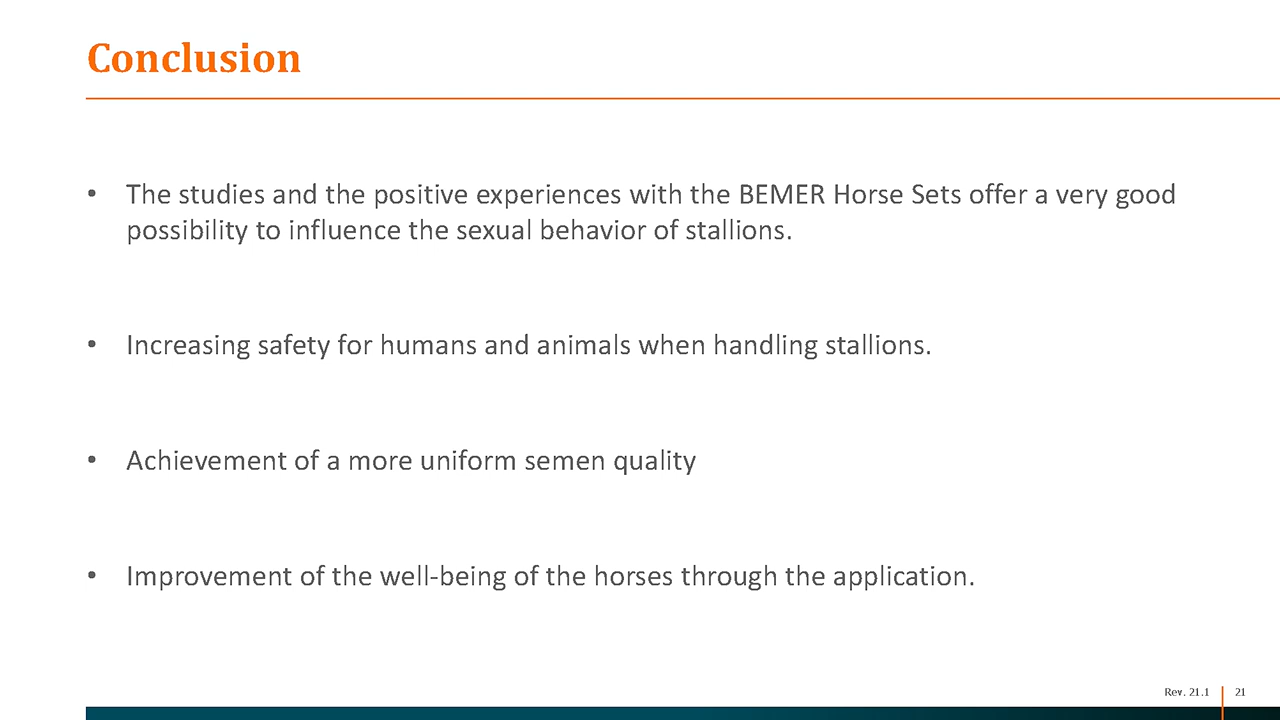 Conclusion
• The studies and the positive experiences with the BEMER Horse Sets offer a very good
possibility to influence the sexual behavior of stallions.
• Increasing safety for humans and animals when handling stallions.
• Achievement of a more uniform semen quality
• Improvement of the well-being of the horses through the application.
Rev. 21.1 21